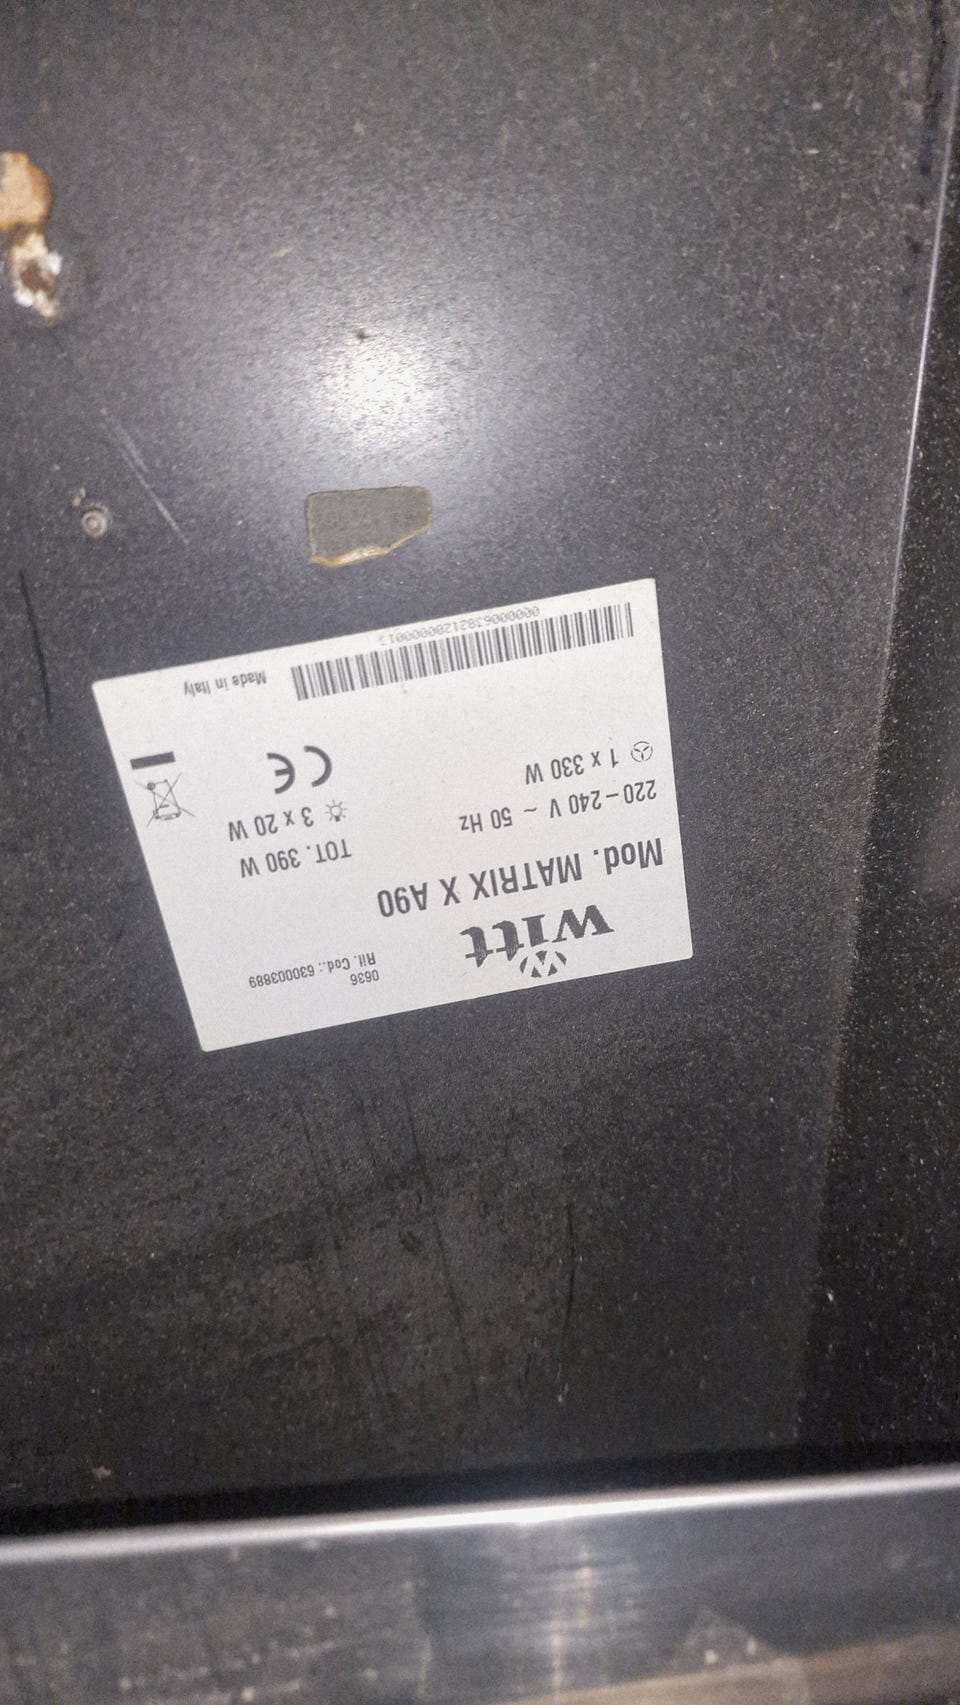 witt
0636
Rif. Cod.: 630003889
Mod. MATRIX X A90
220-240 V ~ 50 Hz
TOT. 390 W
1 x 330 W
3 x 20 W
CE
Made in Italy